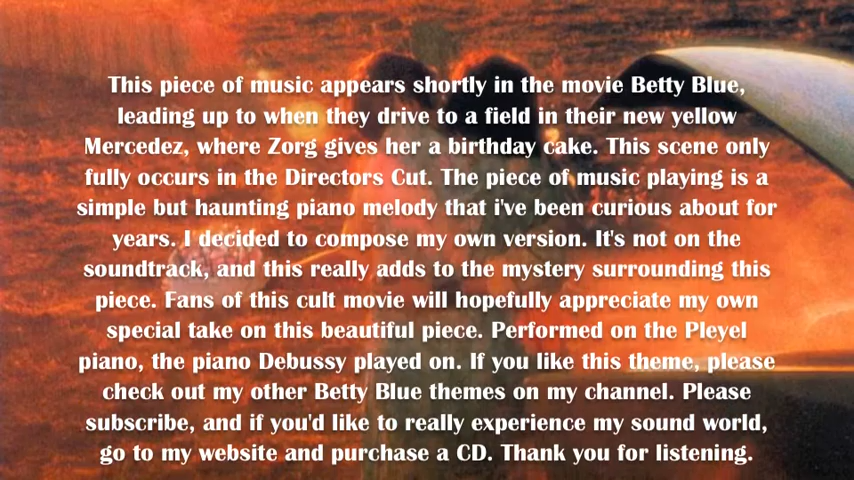 This piece of music appears shortly in the movie Betty Blue,
leading up to when they drive to a field in their new yellow
Mercedez, where Zorg gives her a birthday cake. This scene only
fully occurs in the Directors Cut. The piece of music playing is a
simple but haunting piano melody that i've been curious about for
years. I decided to compose my own version. It's not on the
soundtrack, and this really adds to the mystery surrounding this
piece. Fans of this cult movie will hopefully appreciate my own
special take on this beautiful piece. Performed on the Pleyel
piano, the piano Debussy played on. If you like this theme, please
check out my other Betty Blue themes on my channel. Please
subscribe, and if you'd like to really experience my sound world,
go to my website and purchase a CD. Thank you for listening.